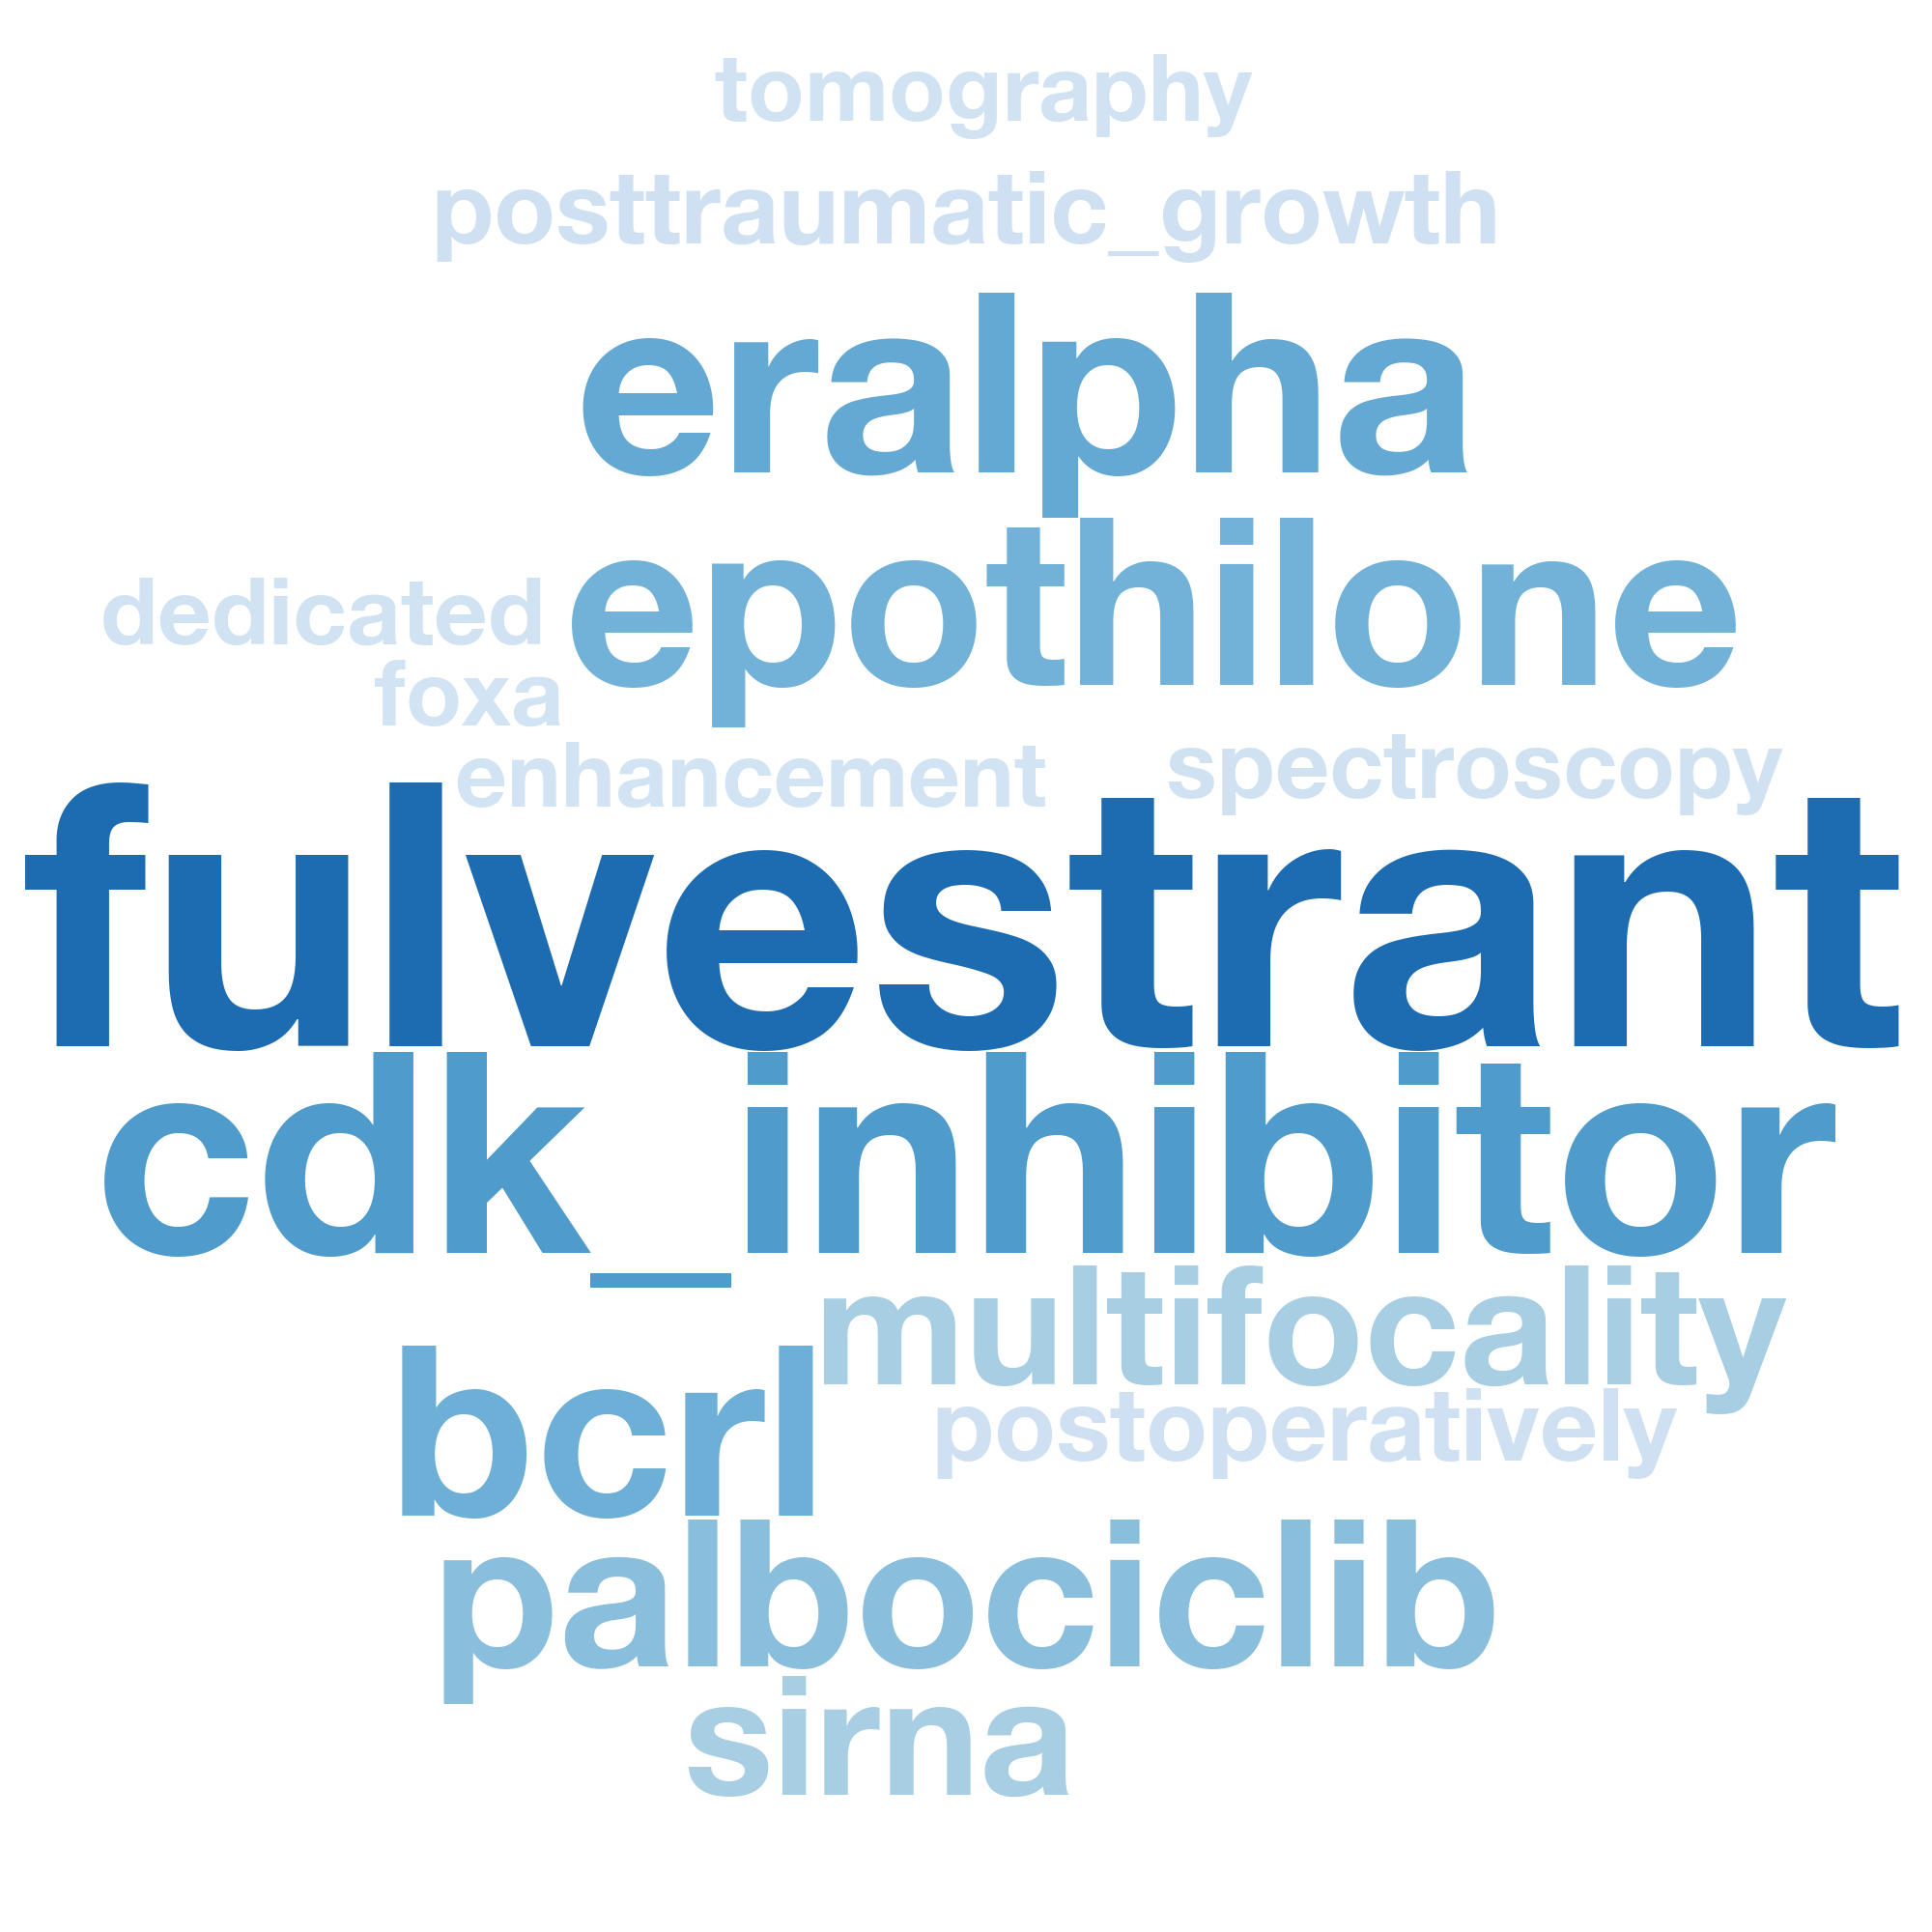 tomography
posttraumatic_growth
eralpha
dedicated epothilone
foxa
enhancement spectroscopy
fulvestrant
cdk_inhibitor
multifocality
bcrl postoperatively
palbociclib
sirna